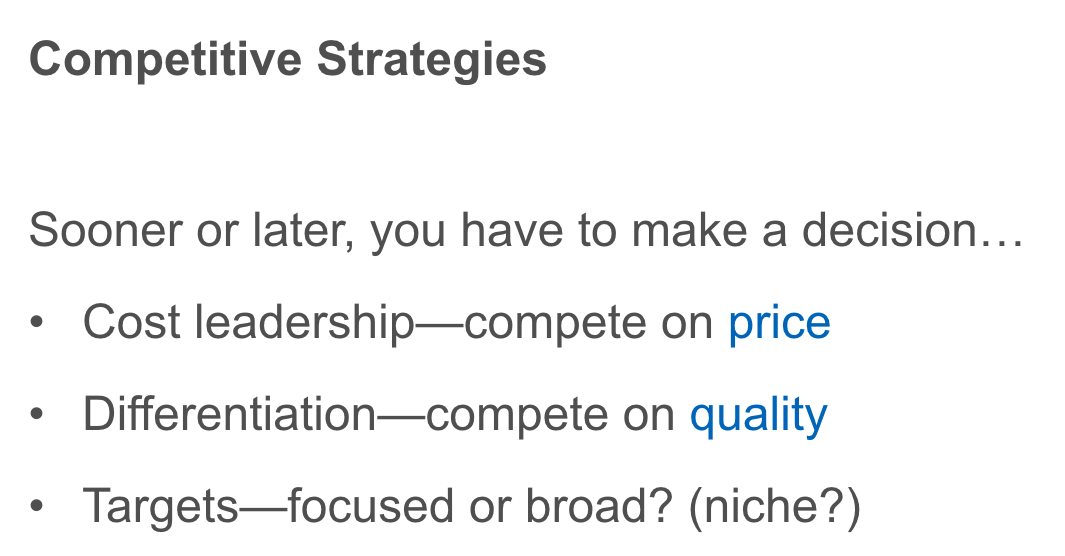 Competitive Strategies
Sooner or later, you have to make a decision…
• Cost leadership—compete on price
• Differentiation—compete on quality
• Targets—focused or broad? (niche?)